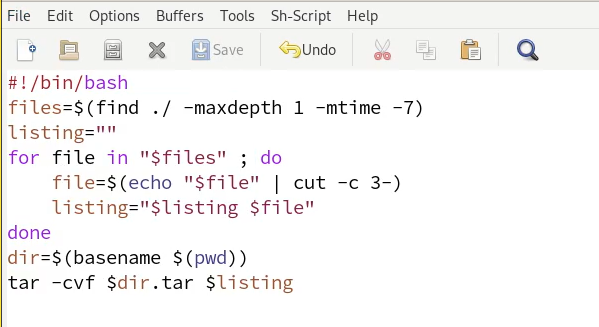 File Edit Options Buffers Tools Sh-Script Help
Save Undo
#!/bin/bash
files=$(find ./ -maxdepth 1 -mtime -7)
listing=""
for file in "$files" ; do
    file=$(echo "$file" | cut -c 3-)
    listing="$listing $file"
done
dir=$(basename $(pwd))
tar -cvf $dir.tar $listing